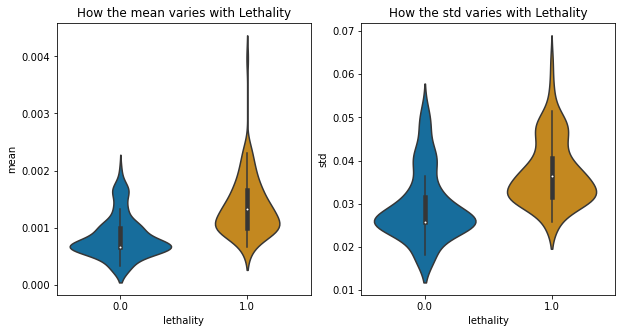 How the mean varies with Lethality
mean
0.004
0.003
0.002
0.001
0.000
0.0
1.0
lethality
How the std varies with Lethality
std
0.07
0.06
0.05
0.04
0.03
0.02
0.01
0.0
1.0
lethality